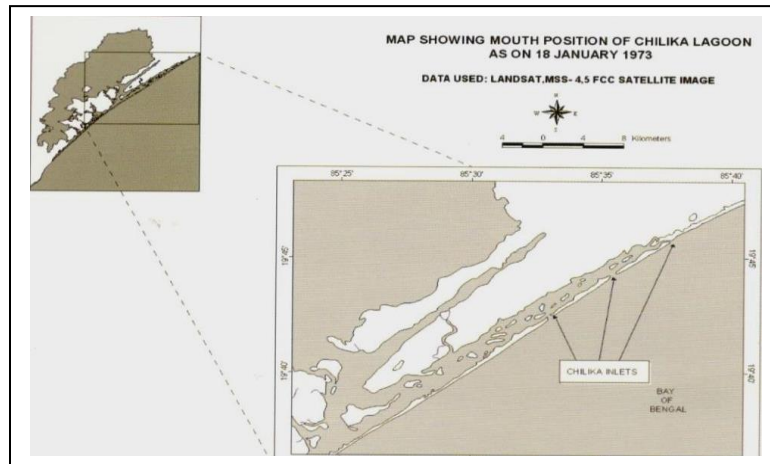 MAP SHOWING MOUTH POSITION OF CHILIKA LAGOON
AS ON 18 JANUARY 1973
DATA USED: LANDSAT,MSS- 4,5 FCC SATELLITE IMAGE
N
W E
S
4 0 4 8 Kilometers
85°25' 85°30' 85°35' 85°40'
19°45' 19°45'
19°40' 19°40'
CHILIKA INLETS
BAY
OF
BENGAL